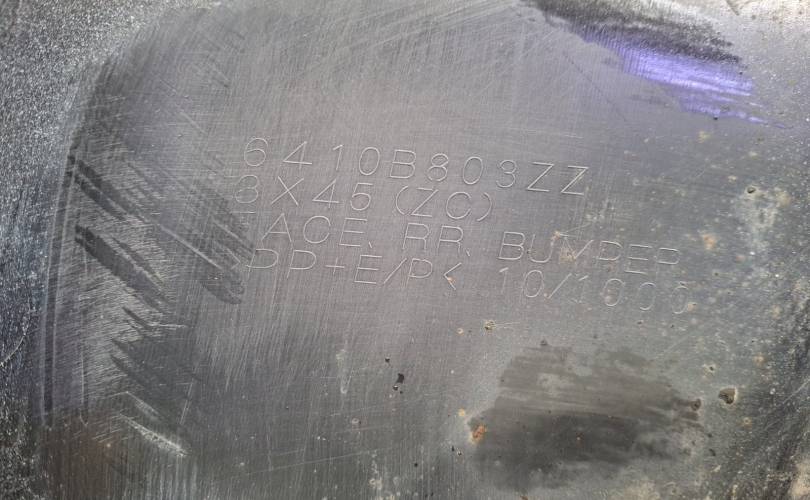 6410B803ZZ
3X45 (ZC)
FACE, RR, BUMPER
>PP+E/P< 10/1000